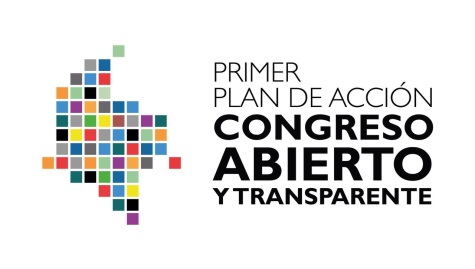 PRIMER
PLAN DE ACCIÓN
CONGRESO
ABIERTO
Y TRANSPARENTE